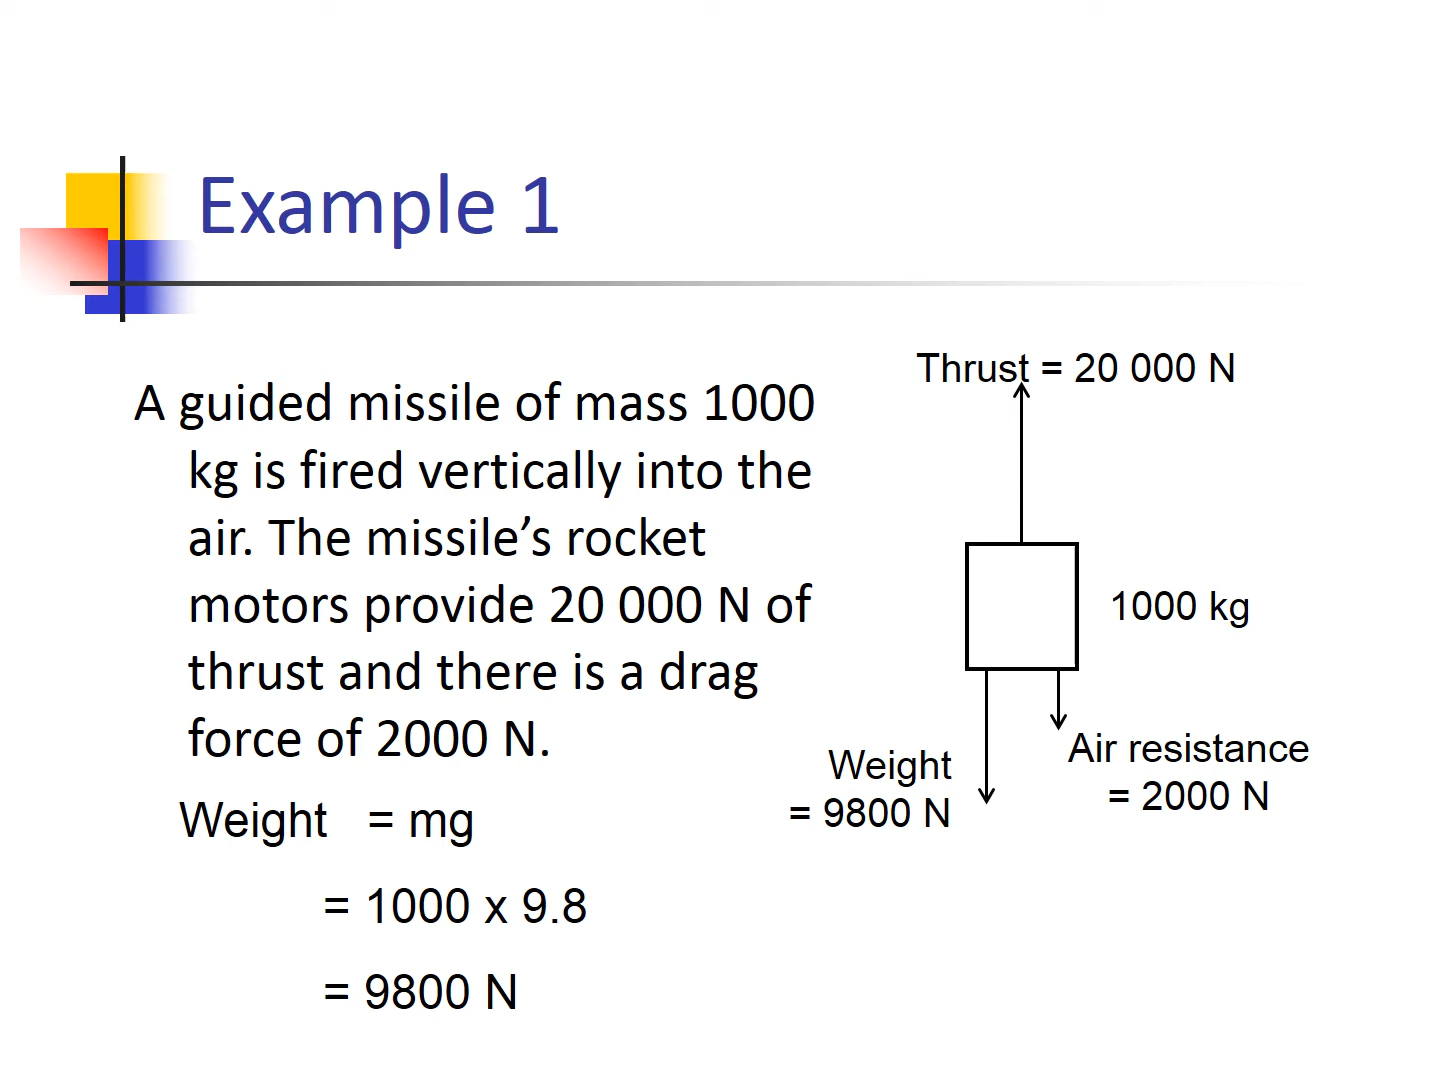 Example 1
A guided missile of mass 1000
kg is fired vertically into the
air. The missile’s rocket
motors provide 20 000 N of
thrust and there is a drag
force of 2000 N.
Weight = mg
= 1000 x 9.8
= 9800 N
Thrust = 20 000 N
1000 kg
Weight
= 9800 N
Air resistance
= 2000 N